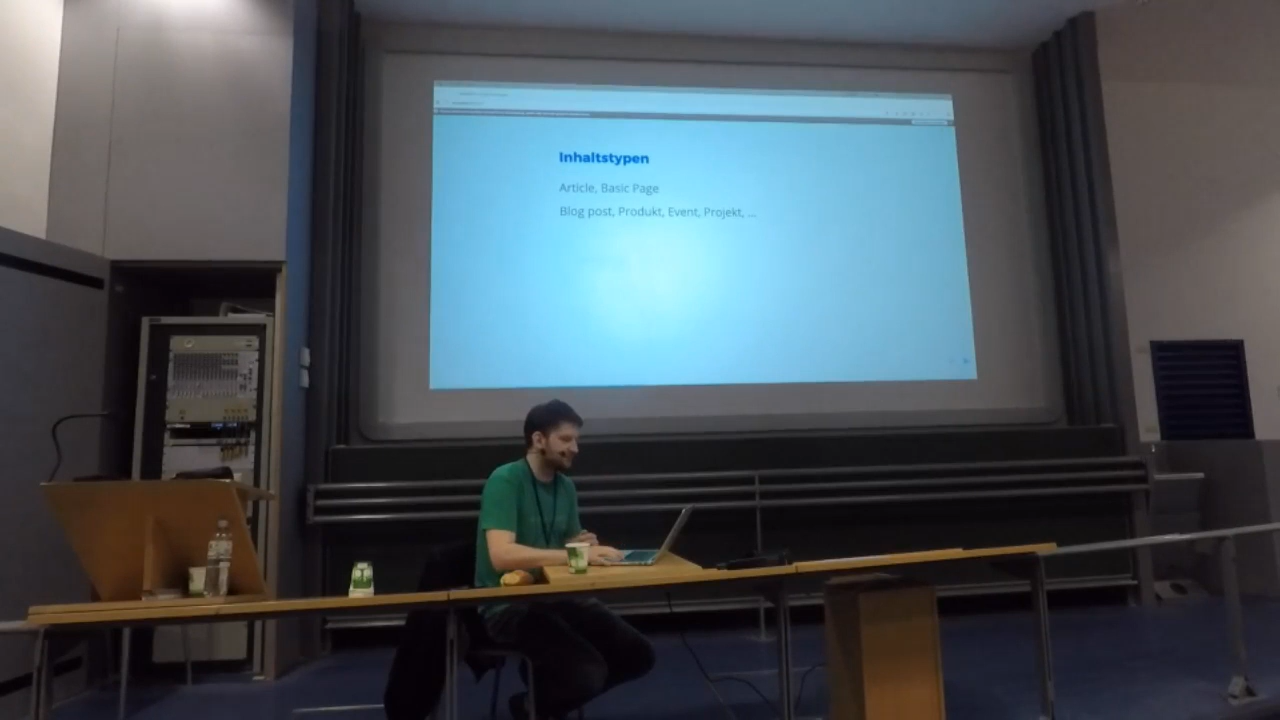 Inhaltstypen
Article, Basic Page
Blog post, Produkt, Event, Projekt, ...